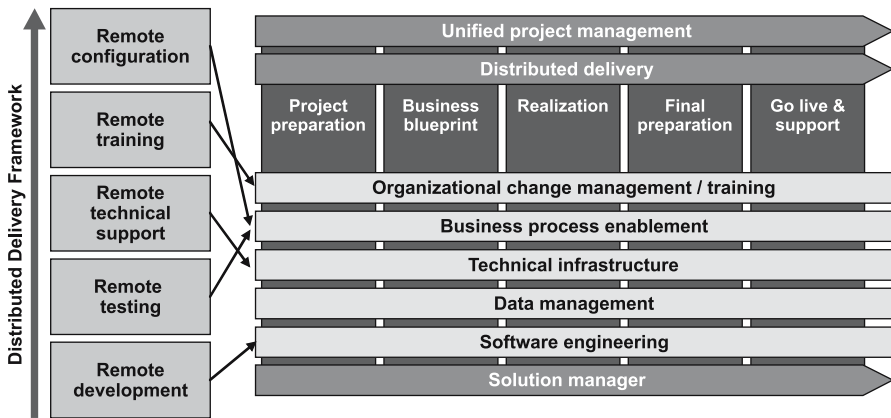 Distributed Delivery Framework
Remote
configuration
Remote
training
Remote
technical
support
Remote
testing
Remote
development
Unified project management
Distributed delivery
Project
preparation
Business
blueprint
Realization
Final
preparation
Go live &
support
Organizational change management / training
Business process enablement
Technical infrastructure
Data management
Software engineering
Solution manager